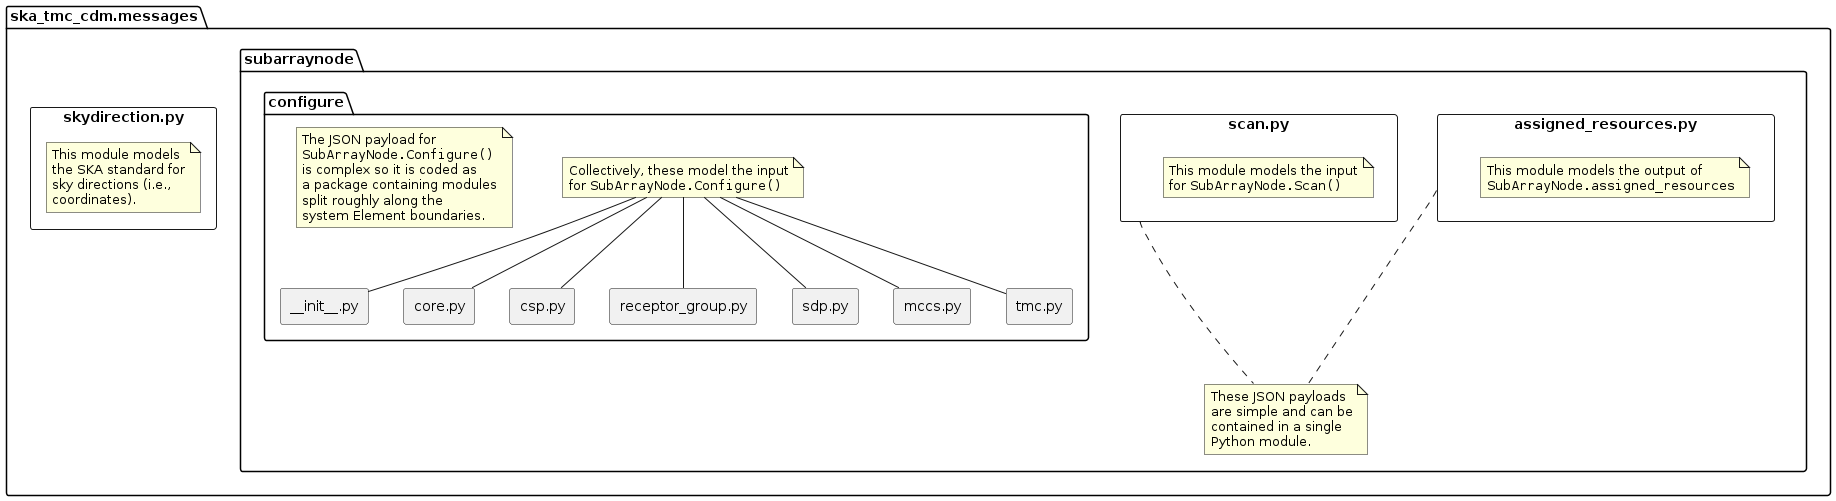 ska_tmc_cdm.messages
subarraynode
skydirection.py
This module models
the SKA standard for
sky directions (i.e.,
coordinates).
configure
The JSON payload for
SubArrayNode.Configure()
is complex so it is coded as
a package containing modules
split roughly along the
system Element boundaries.
Collectively, these model the input
for SubArrayNode.Configure()
__init__.py
core.py
csp.py
receptor_group.py
sdp.py
mccs.py
tmc.py
scan.py
This module models the input
for SubArrayNode.Scan()
assigned_resources.py
This module models the output of
SubArrayNode.assigned_resources
These JSON payloads
are simple and can be
contained in a single
Python module.